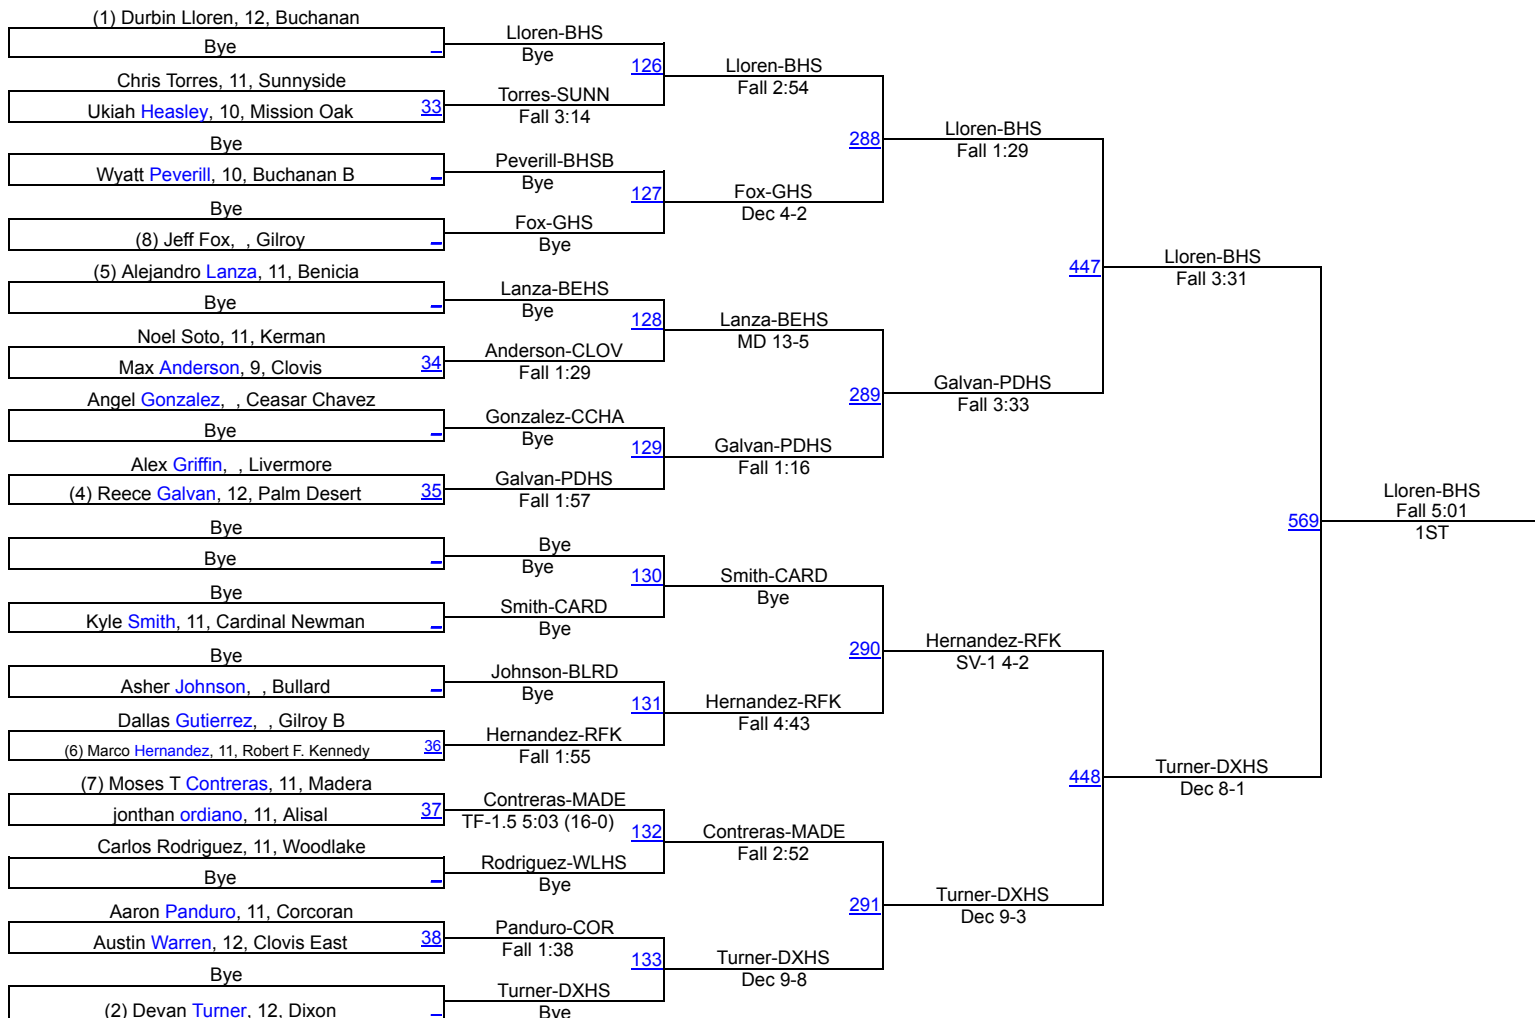 (1) Durbin Lloren, 12, Buchanan
Bye
Chris Torres, 11, Sunnyside
Ukiah Heasley, 10, Mission Oak 33
Bye
Wyatt Peverill, 10, Buchanan B
Bye
(8) Jeff Fox, , Gilroy
(5) Alejandro Lanza, 11, Benicia
Bye
Noel Soto, 11, Kerman
Max Anderson, 9, Clovis 34
Angel Gonzalez, , Ceasar Chavez
Bye
Alex Griffin, , Livermore
(4) Reece Galvan, 12, Palm Desert 35
Bye
Bye
Bye
Kyle Smith, 11, Cardinal Newman
Bye
Asher Johnson, , Bullard
Dallas Gutierrez, , Gilroy B
(6) Marco Hernandez, 11, Robert F. Kennedy 36
(7) Moses T Contreras, 11, Madera
jonthan ordiano, 11, Alisal 37
Carlos Rodriguez, 11, Woodlake
Bye
Aaron Panduro, 11, Corcoran
Austin Warren, 12, Clovis East 38
Bye
(2) Devan Turner, 12, Dixon
Lloren-BHS
Bye
126
Torres-SUNN
Fall 3:14
Peverill-BHSB
Bye
127
Fox-GHS
Bye
Lanza-BEHS
Bye
128
Anderson-CLOV
Fall 1:29
Gonzalez-CCHA
Bye
129
Galvan-PDHS
Fall 1:57
Bye
Bye
130
Smith-CARD
Bye
Johnson-BLRD
Bye
131
Hernandez-RFK
Fall 1:55
Contreras-MADE
TF-1.5 5:03 (16-0)
132
Rodriguez-WLHS
Bye
Panduro-COR
Fall 1:38
133
Turner-DXHS
Bye
Lloren-BHS
Fall 2:54
288
Fox-GHS
Dec 4-2
Lanza-BEHS
MD 13-5
289
Galvan-PDHS
Fall 1:16
Smith-CARD
Bye
290
Hernandez-RFK
Fall 4:43
Contreras-MADE
Fall 2:52
291
Turner-DXHS
Dec 9-8
Lloren-BHS
Fall 1:29
447
Galvan-PDHS
Fall 3:33
Hernandez-RFK
SV-1 4-2
448
Turner-DXHS
Dec 9-3
Lloren-BHS
Fall 3:31
569
Turner-DXHS
Dec 8-1
Lloren-BHS
Fall 5:01
1ST